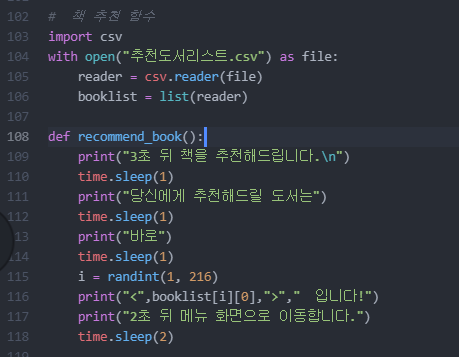 102 #  책 추천 함수
103 import csv
104 with open("추천도서리스트.csv") as file:
105     reader = csv.reader(file)
106     booklist = list(reader)
107
108 def recommend_book():
109     print("3초 뒤 책을 추천해드립니다.\n")
110     time.sleep(1)
111     print("당신에게 추천해드릴 도서는")
112     time.sleep(1)
113     print("바로")
114     time.sleep(1)
115     i = randint(1, 216)
116     print("<",booklist[i][0],">","  입니다!")
117     print("2초 뒤 메뉴 화면으로 이동합니다.")
118     time.sleep(2)